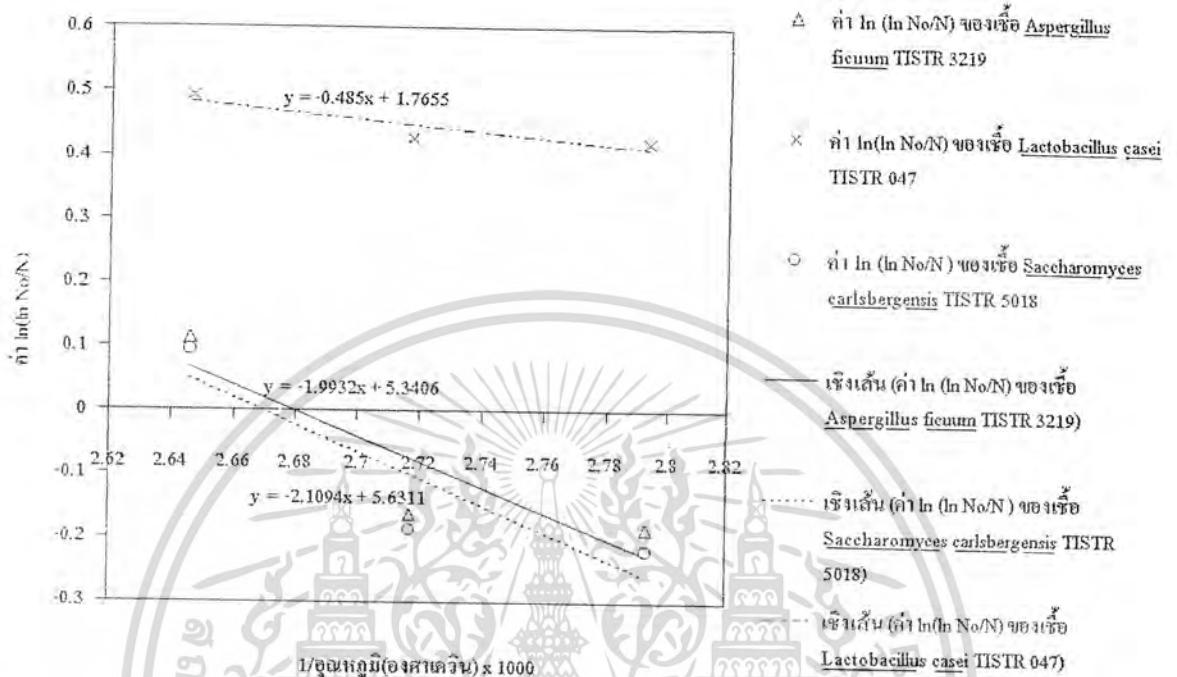 0.6
0.5
0.4
0.3
0.2
0.1
0
-0.1
-0.2
-0.3
ค่า ln(ln No/N)
y = -0.485x + 1.7655
y = -1.9932x + 5.3406
2.62 2.64 2.66 2.68 2.7 2.72 2.74 2.76 2.78 2.8 2.82
y = -2.1094x + 5.6311
1/อุณหภูมิ(องศาเควิน) x 1000
ค่า ln (ln No/N) ของเชื้อ Aspergillus
ficuum TISTR 3219
ค่า ln(ln No/N) ของเชื้อ Lactobacillus casei
TISTR 047
ค่า ln (ln No/N ) ของเชื้อ Saccharomyces
carlsbergensis TISTR 5018
เชิงเส้น (ค่า ln (ln No/N) ของเชื้อ
Aspergillus ficuum TISTR 3219)
เชิงเส้น (ค่า ln (ln No/N ) ของเชื้อ
Saccharomyces carlsbergensis TISTR
5018)
เชิงเส้น (ค่า ln(ln No/N) ของเชื้อ
Lactobacillus casei TISTR 047)